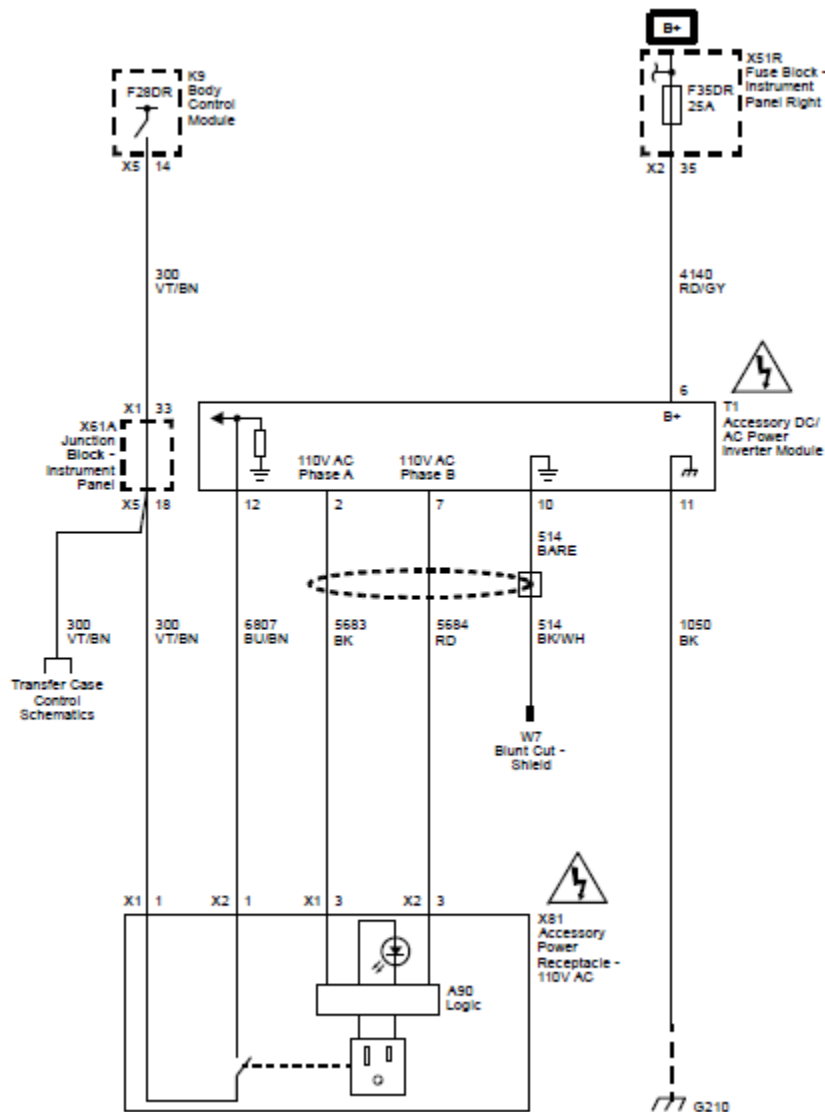 B+
K9
Body
Control
Module
F28DR
X5 14
X51R
Fuse Block -
Instrument
Panel Right
F35DR
25A
X2 35
300
VT/BN
4140
RD/GY
X1 33
X61A
Junction
Block -
Instrument
Panel
X5 18
6
B+
T1
Accessory DC/
AC Power
Inverter Module
110V AC
Phase A
110V AC
Phase B
12
2
7
10
11
514
BARE
300
VT/BN
300
VT/BN
6807
BU/BN
5683
BK
5684
RD
514
BK/WH
1050
BK
Transfer Case
Control
Schematics
W7
Blunt Cut -
Shield
X1 1
X2 1
X1 3
X2 3
X81
Accessory
Power
Receptacle -
110V AC
A90
Logic
G210